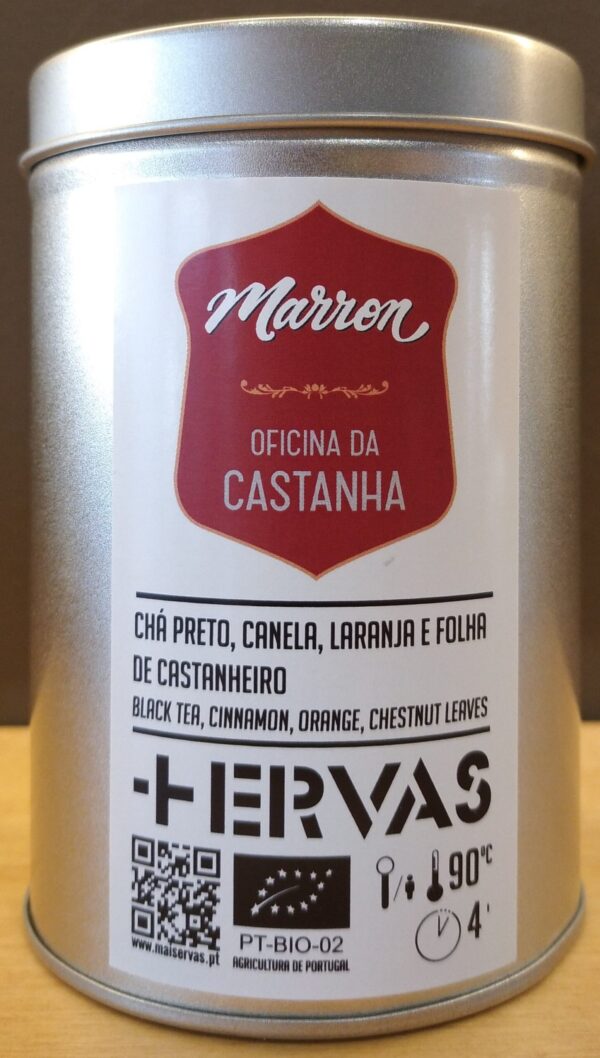 Marron
OFICINA DA
CASTANHA
CHÁ PRETO, CANELA, LARANJA E FOLHA
DE CASTANHEIRO
BLACK TEA, CINNAMON, ORANGE, CHESTNUT LEAVES
+ERVAS
90ºC
4'
www.maiservas.pt
PT-BIO-02
AGRICULTURA DE PORTUGAL